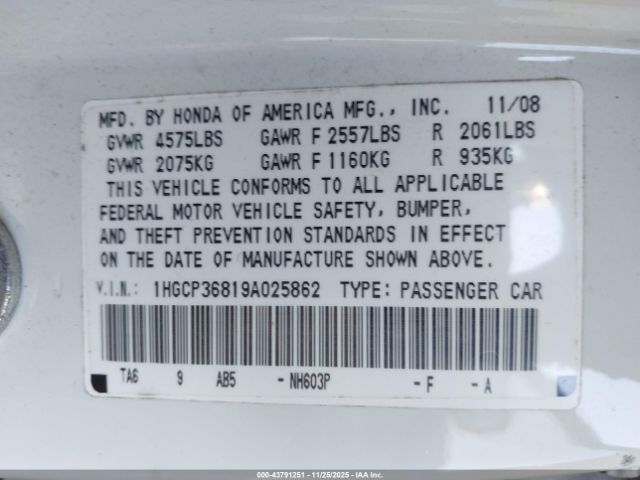 MFD. BY HONDA OF AMERICA MFG., INC. 11/08
GVWR 4575LBS GAWR F 2557LBS R 2061LBS
GVWR 2075KG GAWR F 1160KG R 935KG
THIS VEHICLE CONFORMS TO ALL APPLICABLE
FEDERAL MOTOR VEHICLE SAFETY, BUMPER,
AND THEFT PREVENTION STANDARDS IN EFFECT
ON THE DATE OF MANUFACTURE SHOWN ABOVE.
V.I.N.: 1HGCP36819A025862 TYPE: PASSENGER CAR
TA6 9 AB5 - NH603P - F - A
000-43791251 - 11/25/2025 - IAA Inc.